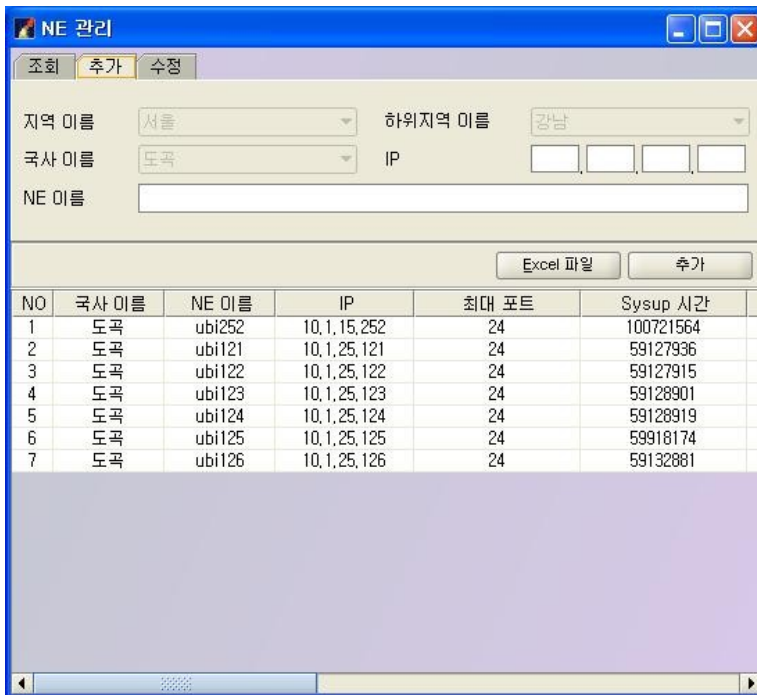 NE 관리
조회 추가 수정
지역 이름 서울 하위지역 이름 강남
국사 이름 도곡 IP . . .
NE 이름
Excel 파일 추가
NO 국사 이름 NE 이름 IP 최대 포트 Sysup 시간
1 도곡 ubi252 10,1,15,252 24 100721564
2 도곡 ubi121 10,1,25,121 24 59127936
3 도곡 ubi122 10,1,25,122 24 59127915
4 도곡 ubi123 10,1,25,123 24 59128901
5 도곡 ubi124 10,1,25,124 24 59128919
6 도곡 ubi125 10,1,25,125 24 59918174
7 도곡 ubi126 10,1,25,126 24 59132881